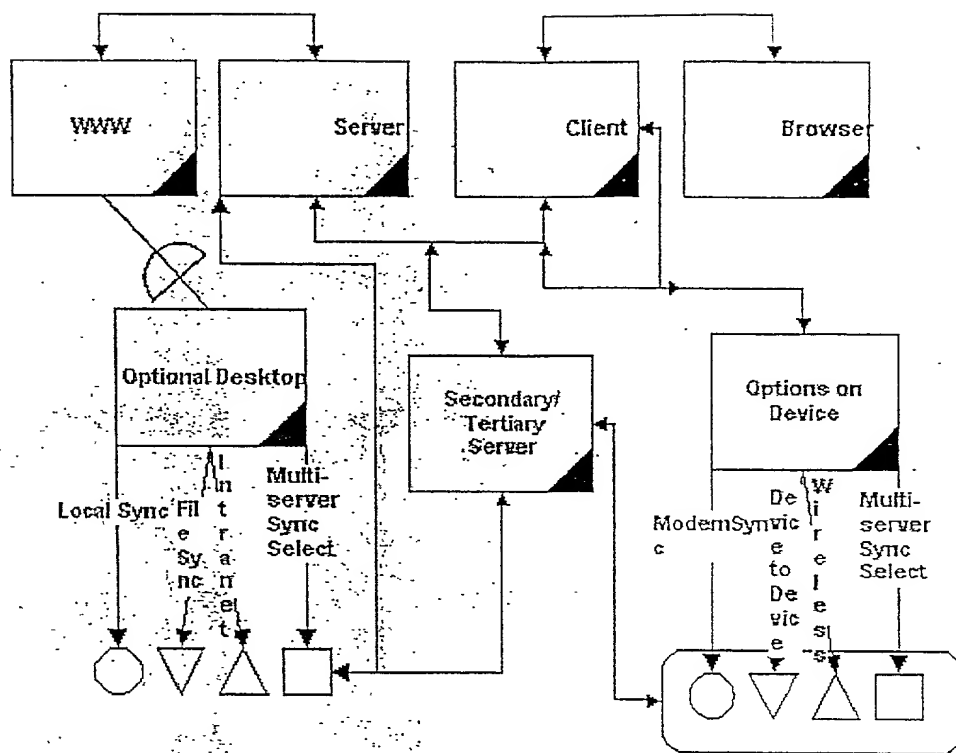 WWW
Server
Client
Browser
Optional Desktop
Secondary/
Tertiary
Server
Options on
Device
Local Sync
Fil
e
Sy
nc
I
n
t
r
a
n
e
t
Multi-
server
Sync
Select
ModemSyn
c
De
vice
to
De
vic
e
W
i
r
e
l
e
s
s
Multi-
server
Sync
Select